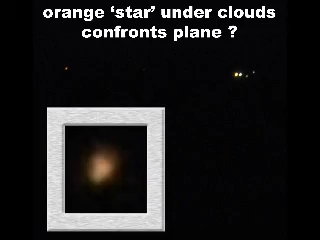 orange ‘star’ under clouds
confronts plane ?